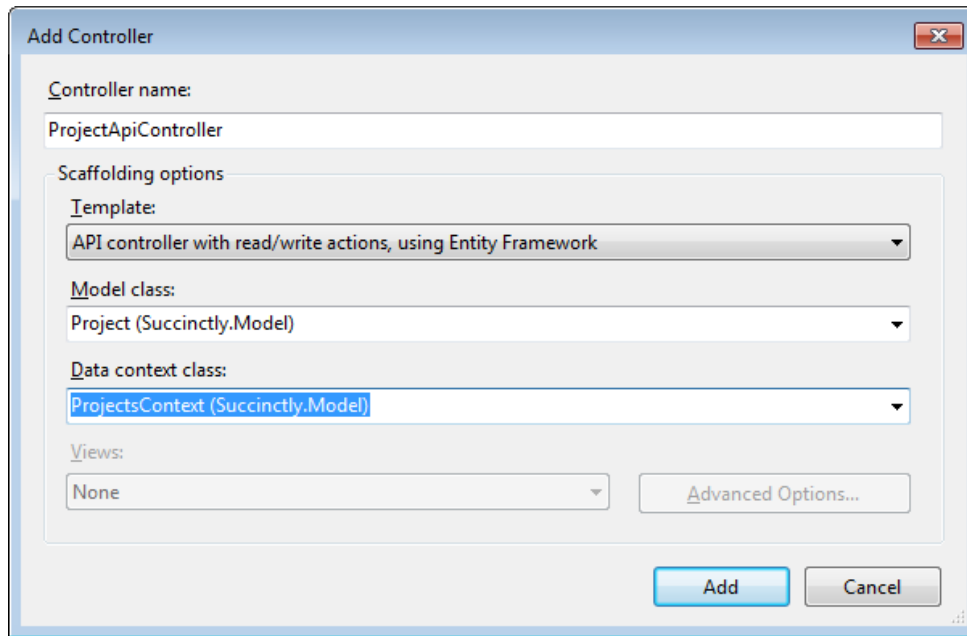 Add Controller
Controller name:
ProjectApiController
Scaffolding options
Template:
API controller with read/write actions, using Entity Framework
Model class:
Project (Succinctly.Model)
Data context class:
ProjectsContext (Succinctly.Model)
Views:
None
Advanced Options...
Add
Cancel